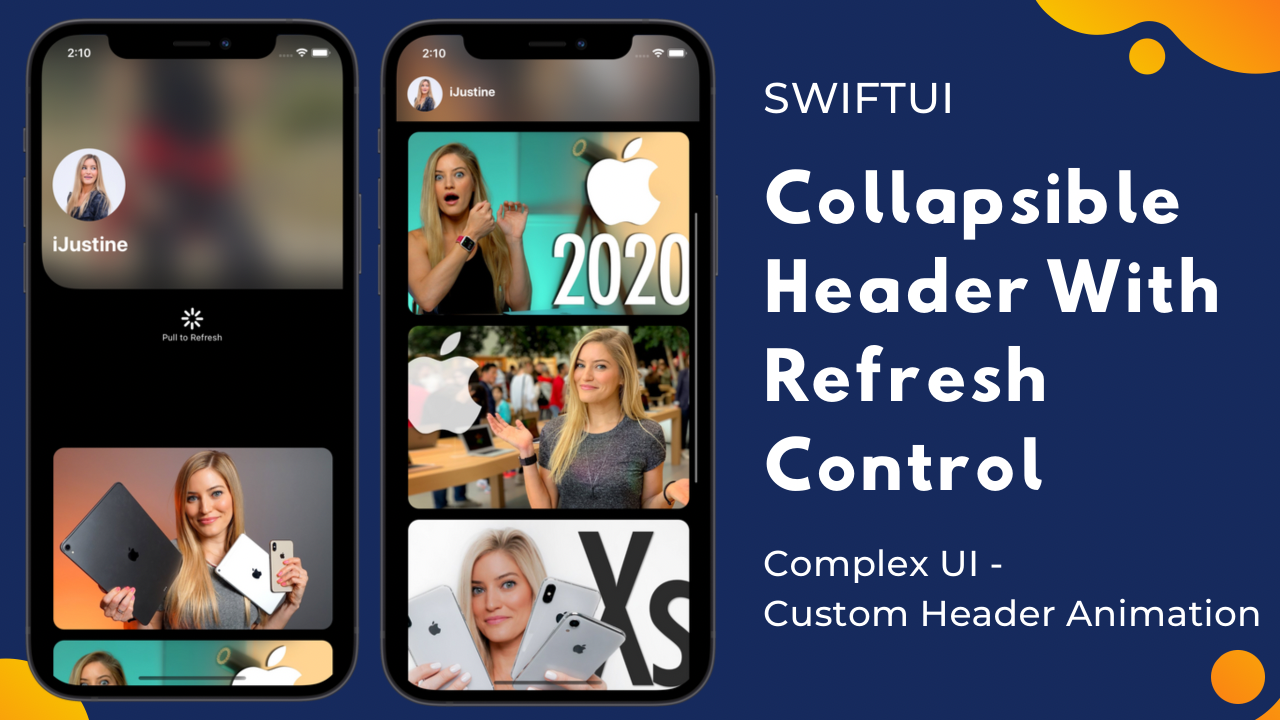 2:10
iJustine
Pull to Refresh
2:10
iJustine
2020
Xs
SWIFTUI
Collapsible
Header With
Refresh
Control
Complex UI -
Custom Header Animation